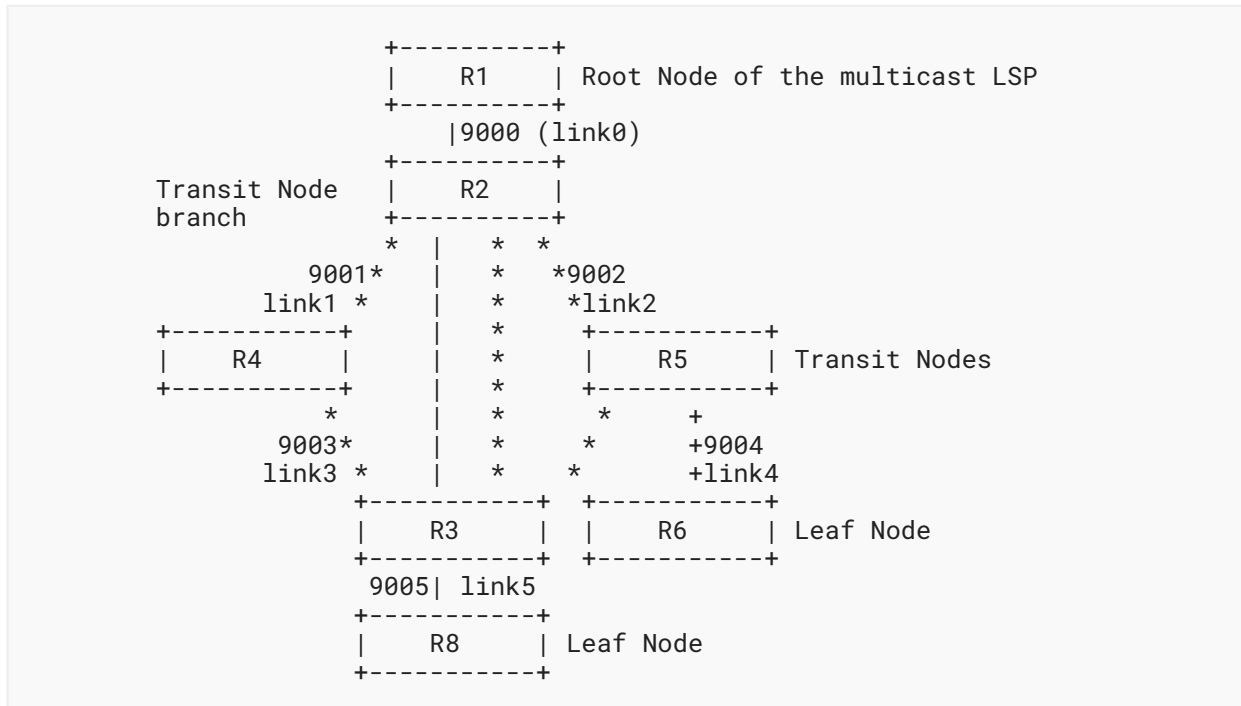 R1 Root Node of the multicast LSP
9000 (link0)
Transit Node R2
branch
9001 9002
link1 link2
R4 R5 Transit Nodes
9003 9004
link3 link4
R3 R6 Leaf Node
9005 link5
R8 Leaf Node